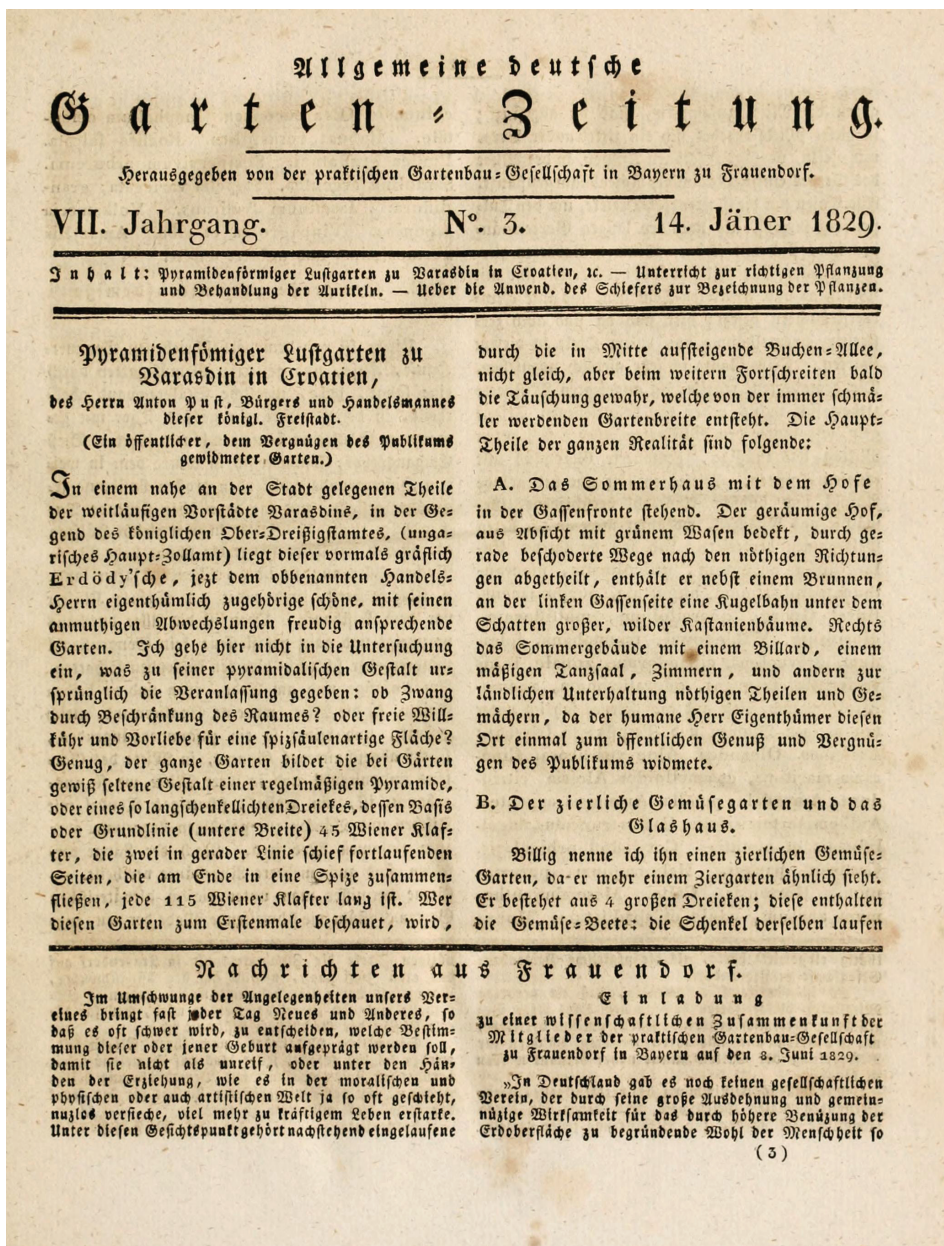 Allgemeine deutsche
Garten-Zeitung.
Herausgegeben von der praktischen Gartenbau-Gesellschaft in Bayern zu Frauendorf.
VII. Jahrgang. Nº. 3. 14. Jäner 1829.
Inhalt: Pyramidenförmiger Lustgarten zu Varasdin in Croatien, ꝛc. — Unterricht zur richtigen Pflanzung
und Behandlung der Aurikeln. — Ueber die Anwend. des Schiefers zur Bezeichnung der Pflanzen.
Pyramidenfömiger Lustgarten zu
Varasdin in Croatien,
des Herrn Anton Pust, Bürgers und Handelsmannes
dieser königl. Freistadt.
(Ein öffentlicher, dem Vergnügen des Publikums
gewidmeter Garten.)
In einem nahe an der Stadt gelegenen Theile
der weitläufigen Vorstädte Varasdins, in der Ge-
gend des königlichen Ober-Dreißigstamtes, (unga-
risches Haupt-Zollamt) liegt dieser vormals gräflich
Erdödy'sche, jezt dem obbenannten Handels-
Herrn eigenthümlich zugehörige schöne, mit seinen
anmuthigen Abwechslungen freudig ansprechende
Garten. Ich gehe hier nicht in die Untersuchung
ein, was zu seiner pyramidalischen Gestalt ur-
sprünglich die Veranlassung gegeben: ob Zwang
durch Beschränkung des Raumes? oder freie Will-
kühr und Vorliebe für eine spizsäulenartige Fläche?
Genug, der ganze Garten bildet die bei Gärten
gewiß seltene Gestalt einer regelmäßigen Pyramide,
oder eines so langschenkellichten Dreiekes, dessen Basis
oder Grundlinie (untere Breite) 45 Wiener Klaf-
ter, die zwei in gerader Linie schief fortlaufenden
Seiten, die am Ende in eine Spize zusammen-
fließen, jede 115 Wiener Klafter lang ist. Wer
diesen Garten zum Erstenmale beschauet, wird,
durch die in Mitte aufsteigende Buchen-Allee,
nicht gleich, aber beim weitern Fortschreiten bald
die Täuschung gewahr, welche von der immer schmä-
ler werdenden Gartenbreite entsteht. Die Haupt-
Theile der ganzen Realität sind folgende:
A. Das Sommerhaus mit dem Hofe
in der Gassenfronte stehend. Der geräumige Hof,
aus Absicht mit grünem Wasen bedekt, durch ge-
rade beschoderte Wege nach den nöthigen Richtun-
gen abgetheilt, enthält er nebst einem Brunnen,
an der linken Gassenseite eine Kugelbahn unter dem
Schatten großer, wilder Kastanienbäume. Rechts
das Sommergebäude mit einem Billard, einem
mäßigen Tanzsaal, Zimmern, und andern zur
ländlichen Unterhaltung nöthigen Theilen und Ge-
mächern, da der humane Herr Eigenthümer diesen
Ort einmal zum öffentlichen Genuß und Vergnü-
gen des Publikums widmete.
B. Der zierliche Gemüsegarten und das
Glashaus.
Billig nenne ich ihn einen zierlichen Gemüse-
Garten, da er mehr einem Ziergarten ähnlich sieht.
Er bestehet aus 4 großen Dreieken; diese enthalten
die Gemüse-Beete: die Schenkel derselben laufen
Nachrichten aus Frauendorf.
Im Umschwunge der Angelegenheiten unsers Ver-
eines bringt fast jeder Tag Neues und Anderes, so
daß es oft schwer wird, zu entscheiden, welche Bestim-
mung dieser oder jener Geburt aufgeprägt werden soll,
damit sie nicht als unreif, oder unter den Hän-
den der Erziehung, wie es in der moralischen und
physischen oder auch artistischen Welt ja so oft geschieht,
nuzlos versieche, viel mehr zu kräftigem Leben erstarke.
Unter diesen Gesichtspunkt gehört nachstehend eingelaufene
Einladung
zu einer wissenschaftlichen Zusammenkunft der
Mitglieder der praktischen Gartenbau-Gesellschaft
zu Frauendorf in Bayern auf den 8. Juni 1829.
„In Deutschland gab es noch keinen gesellschaftlichen
Verein, der durch seine große Ausdehnung und gemein-
nüzige Wirksamkeit für das durch höhere Benüzung der
Erdoberfläche zu begründende Wohl der Menschheit so
(3)